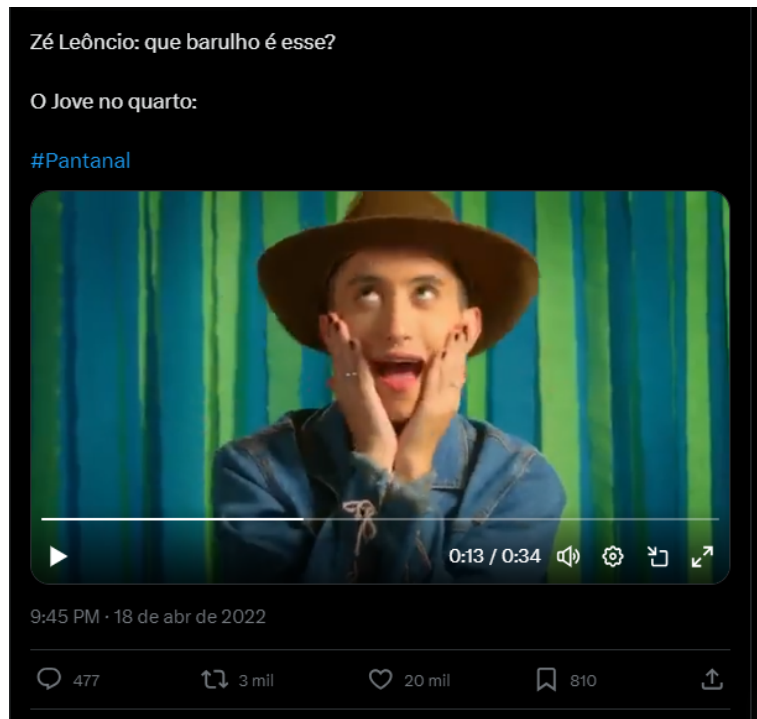 Zé Leôncio: que barulho é esse?
O Jove no quarto:
#Pantanal
0:13 / 0:34
9:45 PM · 18 de abr de 2022
477 3 mil 20 mil 810